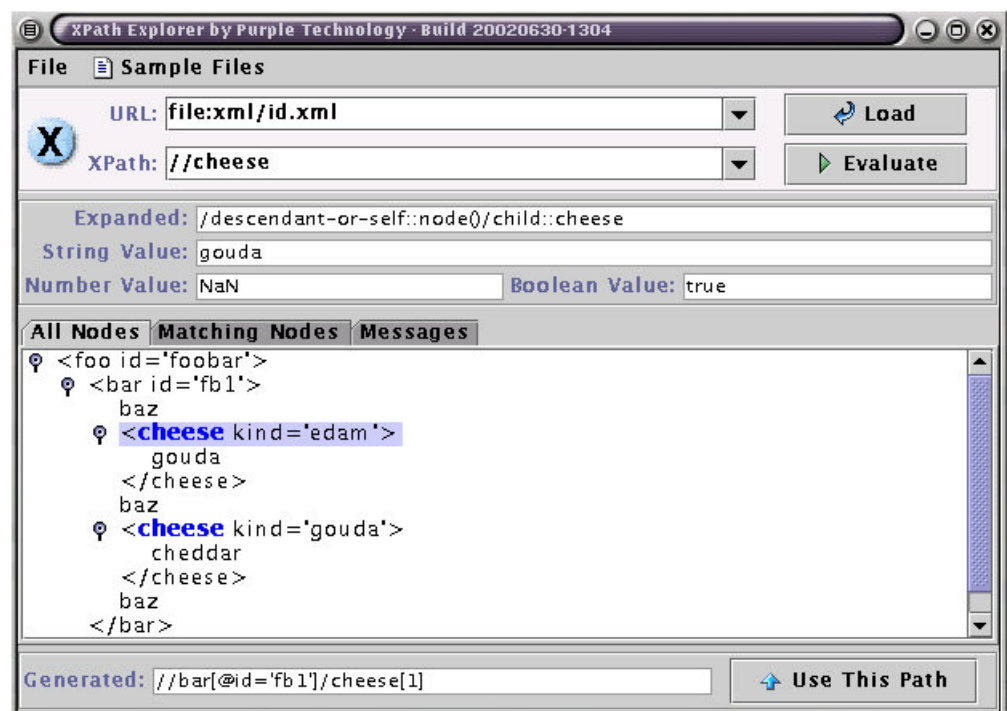 XPath Explorer by Purple Technology - Build 20020630-1304
File Sample Files
URL: file:xml/id.xml Load
X
XPath: //cheese Evaluate
Expanded: /descendant-or-self::node()/child::cheese
String Value: gouda
Number Value: NaN Boolean Value: true
All Nodes Matching Nodes Messages
<foo id='foobar'>
<bar id='fb1'>
baz
<cheese kind='edam'>
gouda
</cheese>
baz
<cheese kind='gouda'>
cheddar
</cheese>
baz
</bar>
Generated: //bar[@id='fb1']/cheese[1] Use This Path